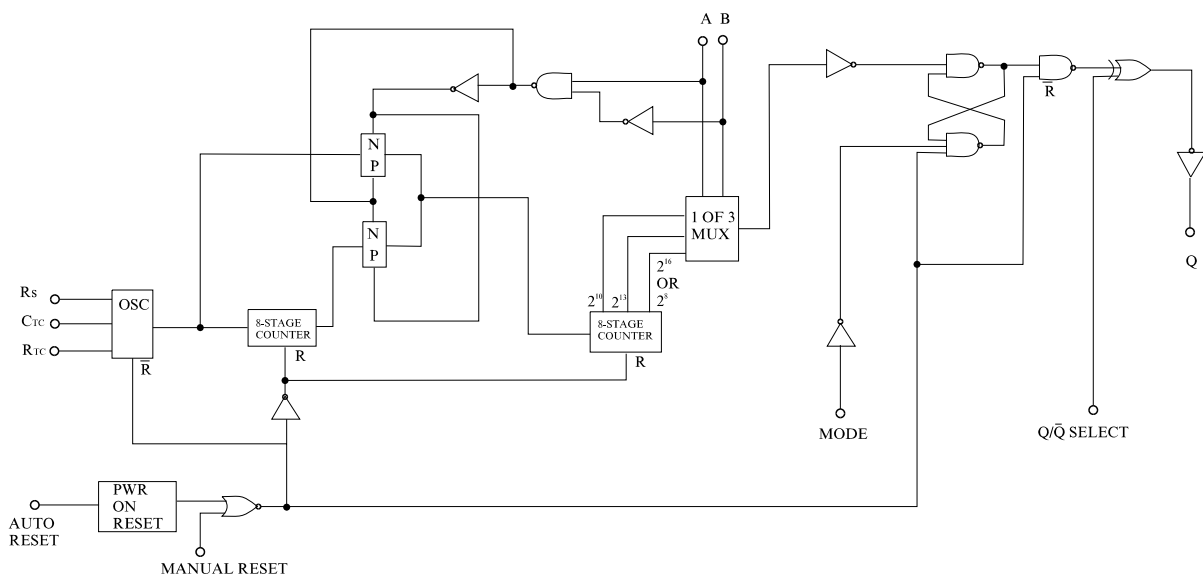 A B
N
P
N
P
1 OF 3
MUX
2¹⁶
OR
2¹⁰ 2¹³ 2⁸
8-STAGE
COUNTER
R
RS
CTC
RTC
OSC
R̅
8-STAGE
COUNTER
R
R̅
Q
MODE
Q/Q̅ SELECT
PWR
ON
RESET
AUTO
RESET
MANUAL RESET